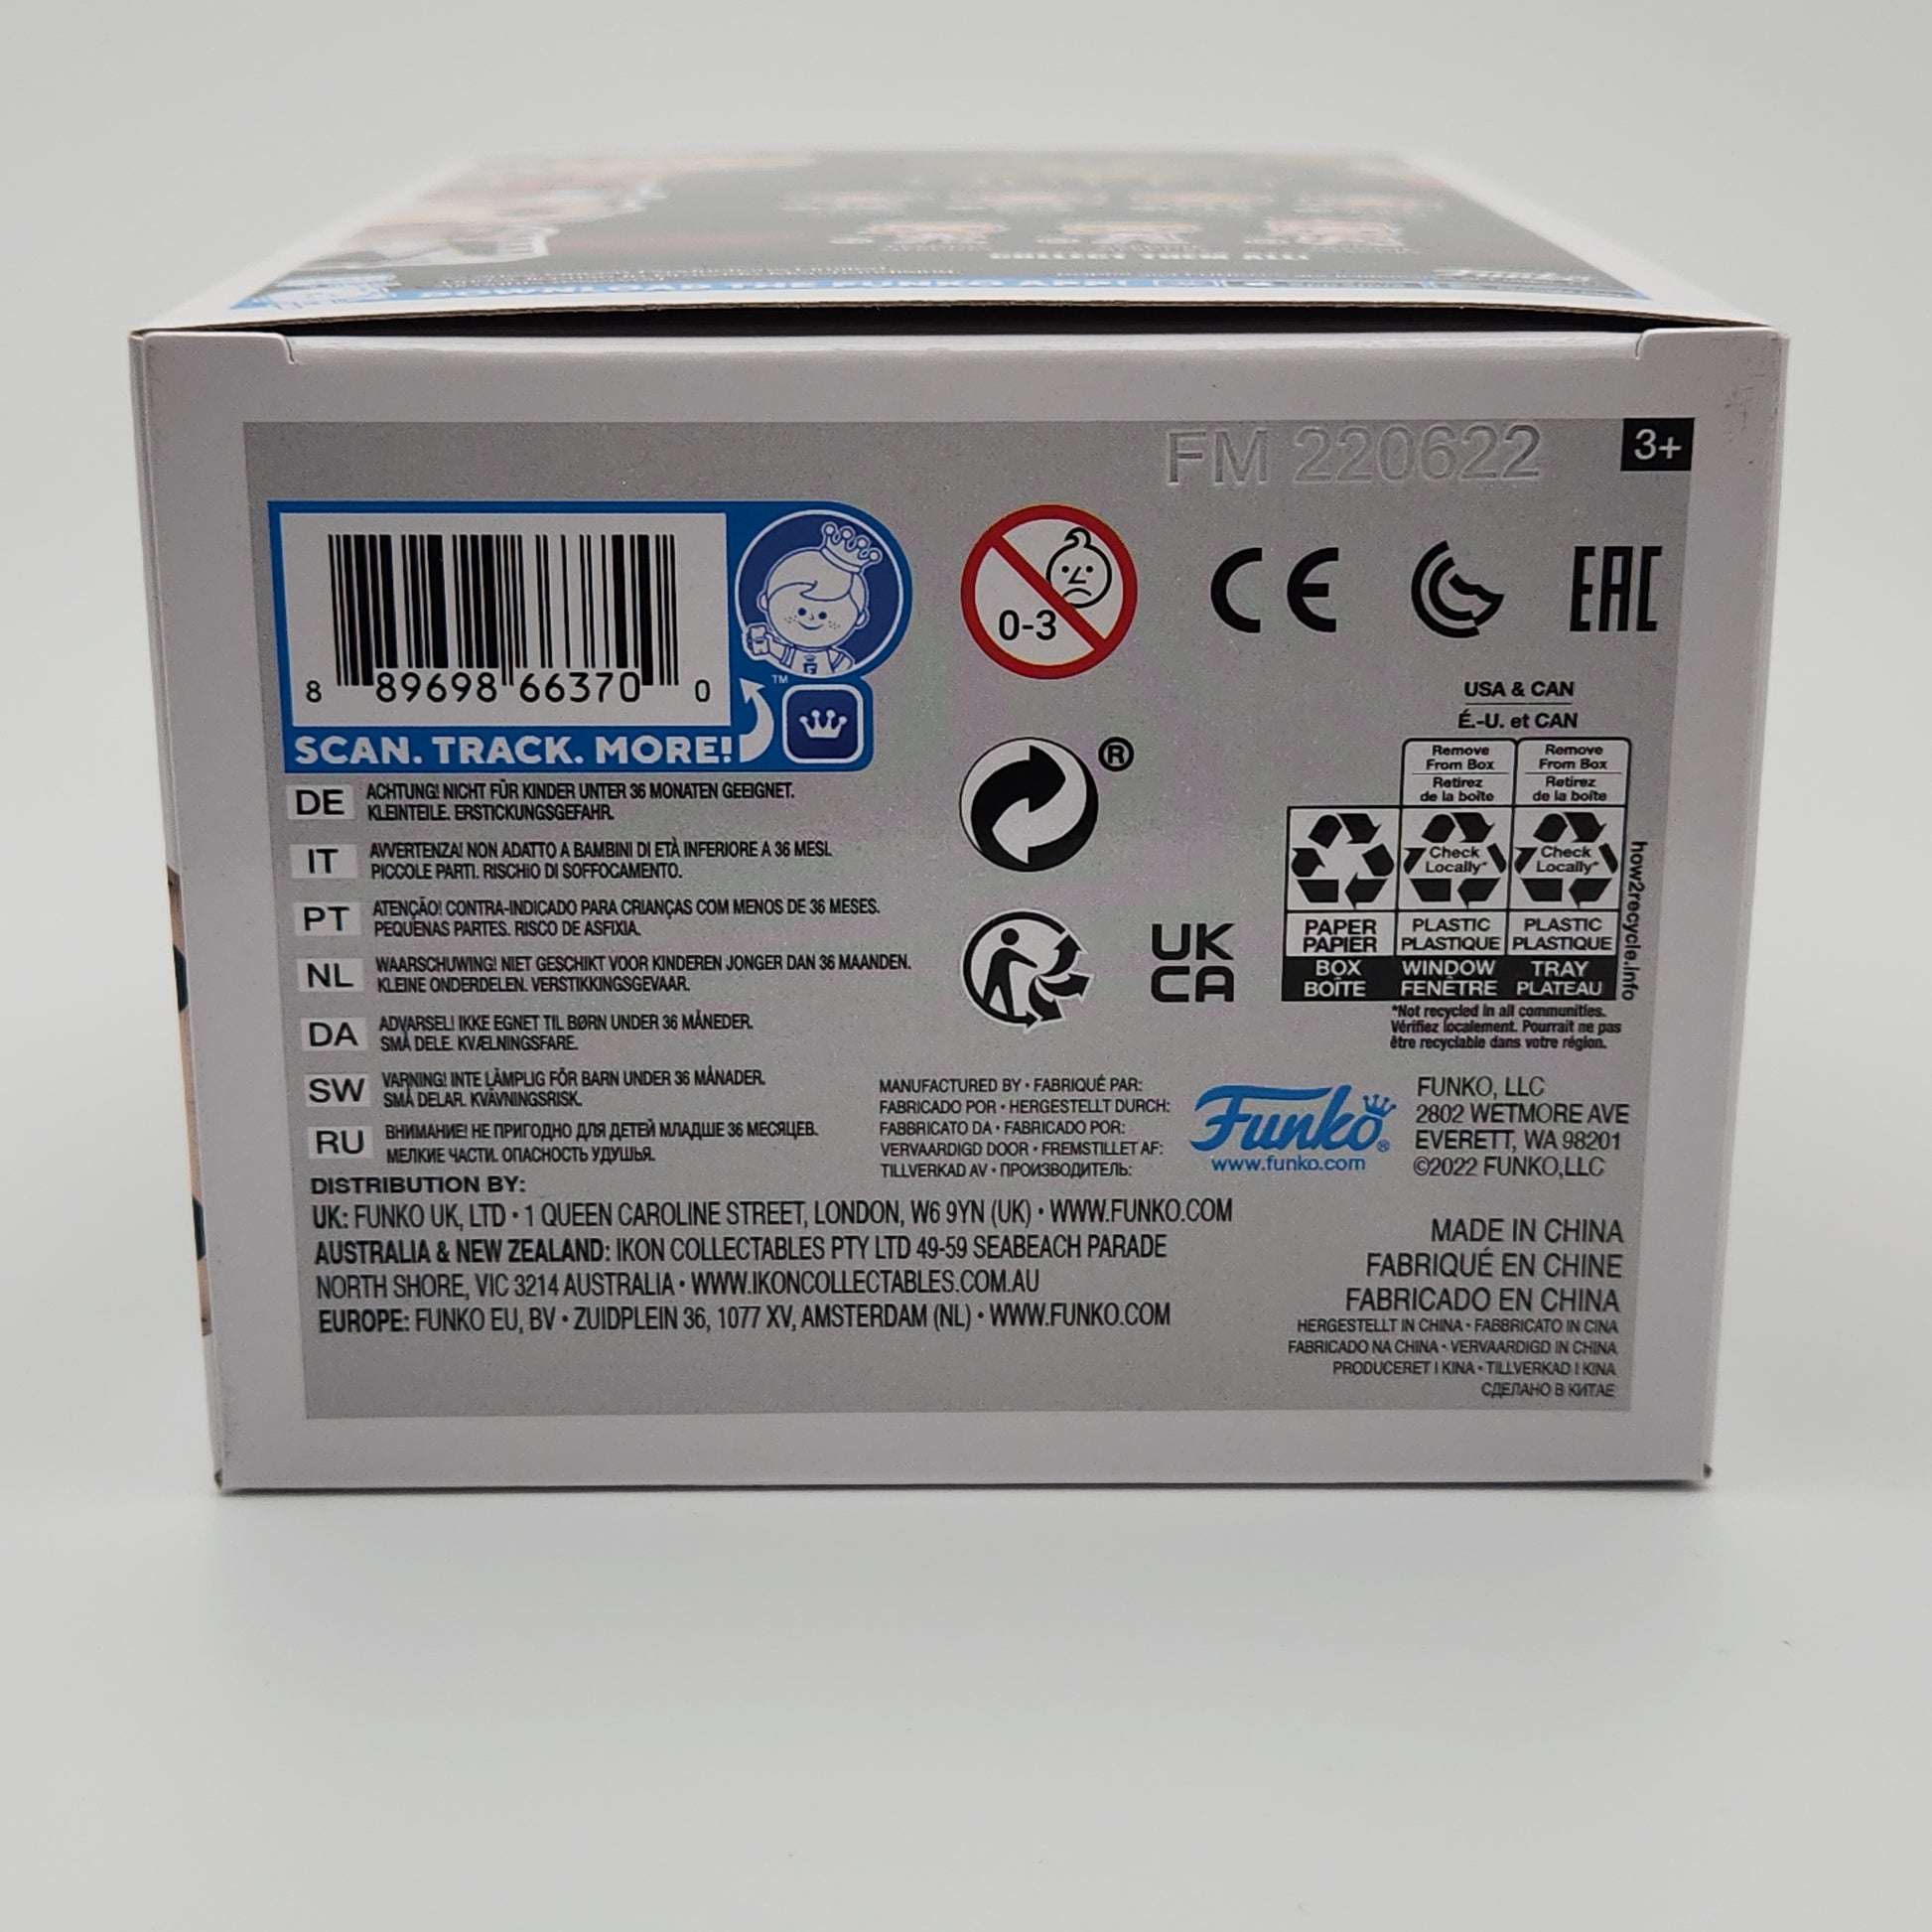 COLLECT THEM ALL!
DOWNLOAD THE FUNKO APP!
FM 220622
3+
8 89698 66370 0
™
SCAN. TRACK. MORE!
0-3
CE
EAC
®
UK
CA
USA & CAN
É.-U. et CAN
Remove From Box
Retirez de la boîte
Remove From Box
Retirez de la boîte
Check Locally*
Check Locally*
PAPER PAPIER
PLASTIC PLASTIQUE
PLASTIC PLASTIQUE
BOX BOÎTE
WINDOW FENÊTRE
TRAY PLATEAU
how2recycle.info
*Not recycled in all communities.
Vérifiez localement. Pourrait ne pas
être recyclable dans votre région.
DE ACHTUNG! NICHT FÜR KINDER UNTER 36 MONATEN GEEIGNET.
KLEINTEILE. ERSTICKUNGSGEFAHR.
IT AVVERTENZA! NON ADATTO A BAMBINI DI ETÀ INFERIORE A 36 MESI.
PICCOLE PARTI. RISCHIO DI SOFFOCAMENTO.
PT ATENÇÃO! CONTRA-INDICADO PARA CRIANÇAS COM MENOS DE 36 MESES.
PEQUENAS PARTES. RISCO DE ASFIXIA.
NL WAARSCHUWING! NIET GESCHIKT VOOR KINDEREN JONGER DAN 36 MAANDEN.
KLEINE ONDERDELEN. VERSTIKKINGSGEVAAR.
DA ADVARSEL! IKKE EGNET TIL BØRN UNDER 36 MÅNEDER.
SMÅ DELE. KVÆLNINGSFARE.
SW VARNING! INTE LÄMPLIG FÖR BARN UNDER 36 MÅNADER.
SMÅ DELAR. KVÄVNINGSRISK.
RU ВНИМАНИЕ! НЕ ПРИГОДНО ДЛЯ ДЕТЕЙ МЛАДШЕ 36 МЕСЯЦЕВ.
МЕЛКИЕ ЧАСТИ. ОПАСНОСТЬ УДУШЬЯ.
MANUFACTURED BY • FABRIQUÉ PAR:
FABRICADO POR • HERGESTELLT DURCH:
FABBRICATO DA • FABRICADO POR:
VERVAARDIGD DOOR • FREMSTILLET AF:
TILLVERKAD AV • ПРОИЗВОДИТЕЛЬ:
Funko®
www.funko.com
FUNKO, LLC
2802 WETMORE AVE
EVERETT, WA 98201
©2022 FUNKO,LLC
DISTRIBUTION BY:
UK: FUNKO UK, LTD • 1 QUEEN CAROLINE STREET, LONDON, W6 9YN (UK) • WWW.FUNKO.COM
AUSTRALIA & NEW ZEALAND: IKON COLLECTABLES PTY LTD 49-59 SEABEACH PARADE
NORTH SHORE, VIC 3214 AUSTRALIA • WWW.IKONCOLLECTABLES.COM.AU
EUROPE: FUNKO EU, BV • ZUIDPLEIN 36, 1077 XV, AMSTERDAM (NL) • WWW.FUNKO.COM
MADE IN CHINA
FABRIQUÉ EN CHINE
FABRICADO EN CHINA
HERGESTELLT IN CHINA • FABBRICATO IN CINA
FABRICADO NA CHINA • VERVAARDIGD IN CHINA
PRODUCERET I KINA • TILLVERKAD I KINA
СДЕЛАНО В КИТАЕ